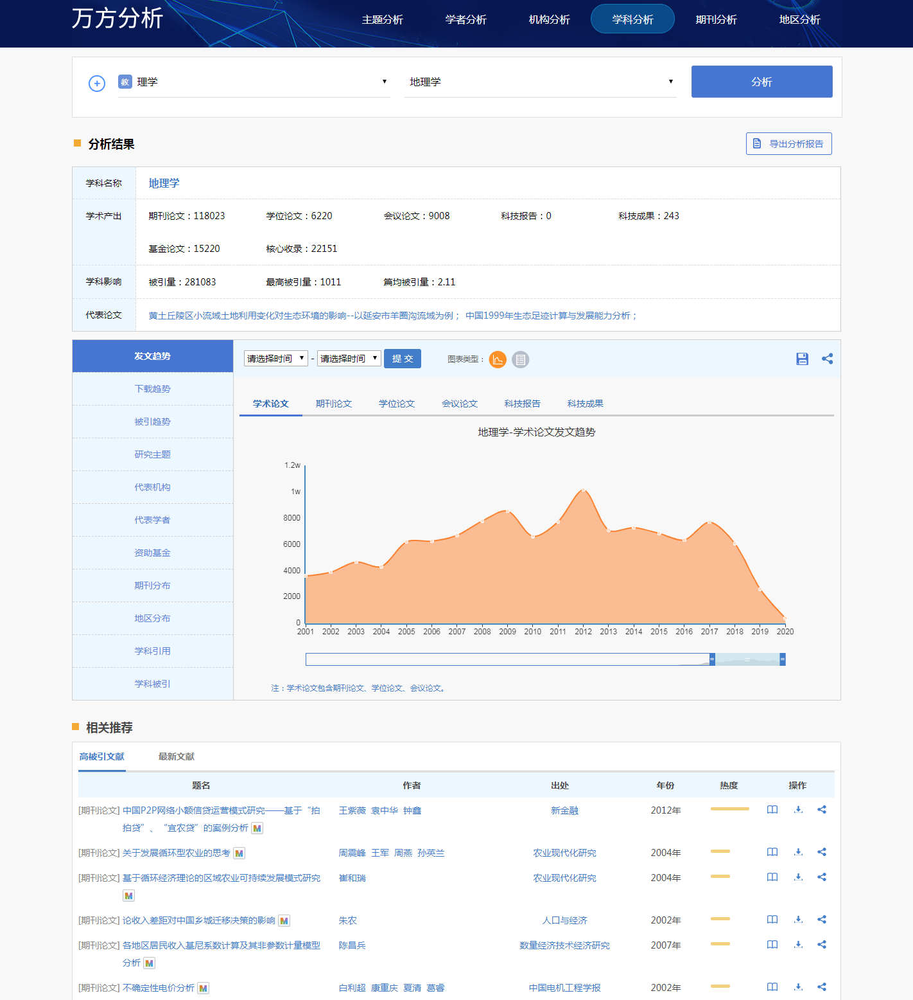 万方分析
主题分析 学者分析 机构分析 学科分析 期刊分析 地区分析
教 理学 地理学 分析
分析结果 导出分析报告
学科名称 地理学
学术产出 期刊论文：118023 学位论文：6220 会议论文：9008 科技报告：0 科技成果：243
基金论文：15220 核心收录：22151
学科影响 被引量：281083 最高被引量：1011 篇均被引量：2.11
代表论文 黄土丘陵区小流域土地利用变化对生态环境的影响--以延安市羊圈沟流域为例； 中国1999年生态足迹计算与发展能力分析；
发文趋势
下载趋势
被引趋势
研究主题
代表机构
代表学者
资助基金
期刊分布
地区分布
学科引用
学科被引
请选择时间 - 请选择时间 提 交 图表类型：
学术论文 期刊论文 学位论文 会议论文 科技报告 科技成果
地理学-学术论文发文趋势
1.2w
1w
8000
6000
4000
2000
0
2001 2002 2003 2004 2005 2006 2007 2008 2009 2010 2011 2012 2013 2014 2015 2016 2017 2018 2019 2020
注：学术论文包含期刊论文、学位论文、会议论文。
相关推荐
高被引文献 最新文献
题名 作者 出处 年份 热度 操作
[期刊论文] 中国P2P网络小额信贷运营模式研究——基于“拍 王紫薇 袁中华 钟鑫 新金融 2012年
拍贷”、“宜农贷”的案例分析 M
[期刊论文] 关于发展循环型农业的思考 M 周震峰 王军 周燕 孙英兰 农业现代化研究 2004年
[期刊论文] 基于循环经济理论的区域农业可持续发展模式研究 崔和瑞 农业现代化研究 2004年
M
[期刊论文] 论收入差距对中国乡城迁移决策的影响 M 朱农 人口与经济 2002年
[期刊论文] 各地区居民收入基尼系数计算及其非参数计量模型 陈昌兵 数量经济技术经济研究 2007年
分析 M
[期刊论文] 不确定性电价分析 M 白利超 康重庆 夏清 葛睿 中国电机工程学报 2002年